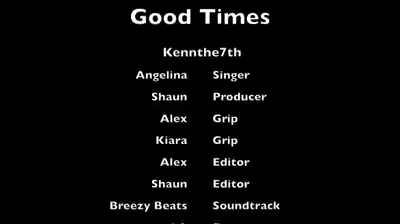 Good Times
Kennthe7th
Angelina Singer
Shaun Producer
Alex Grip
Kiara Grip
Alex Editor
Shaun Editor
Breezy Beats Soundtrack